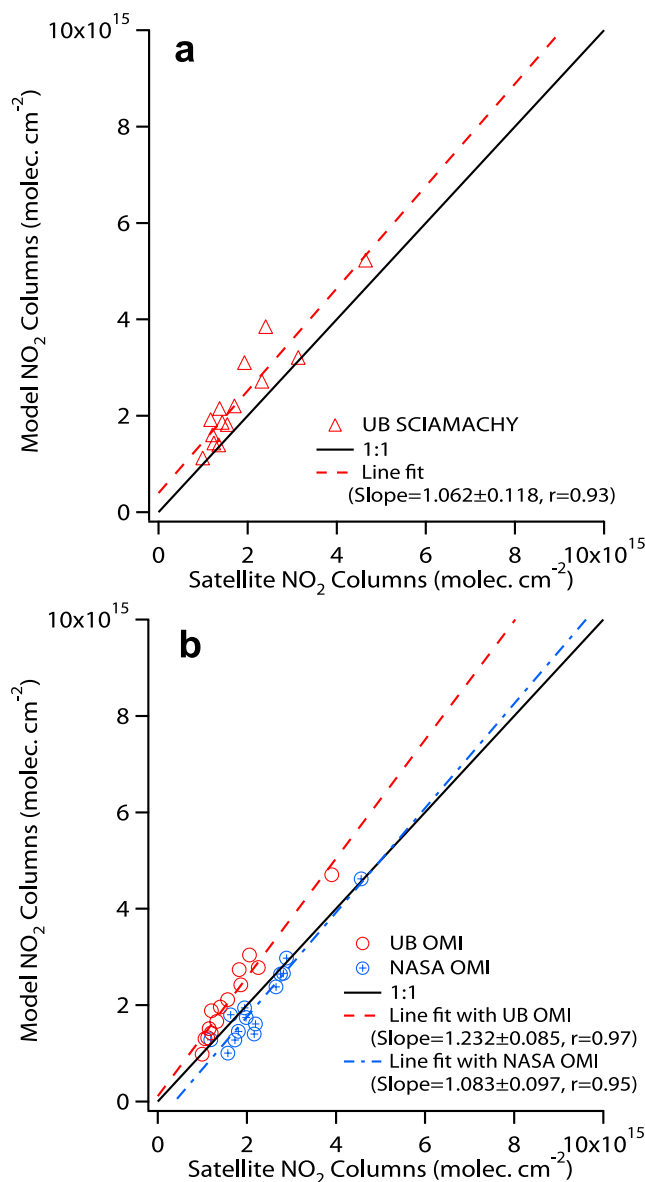 10x10¹⁵
a
8
6
4
2
0
Model NO₂ Columns (molec. cm⁻²)
UB SCIAMACHY
1:1
Line fit
(Slope=1.062±0.118, r=0.93)
0 2 4 6 8 10x10¹⁵
Satellite NO₂ Columns (molec. cm⁻²)
10x10¹⁵
b
8
6
4
2
0
Model NO₂ Columns (molec. cm⁻²)
UB OMI
NASA OMI
1:1
Line fit with UB OMI
(Slope=1.232±0.085, r=0.97)
Line fit with NASA OMI
(Slope=1.083±0.097, r=0.95)
0 2 4 6 8 10x10¹⁵
Satellite NO₂ Columns (molec. cm⁻²)